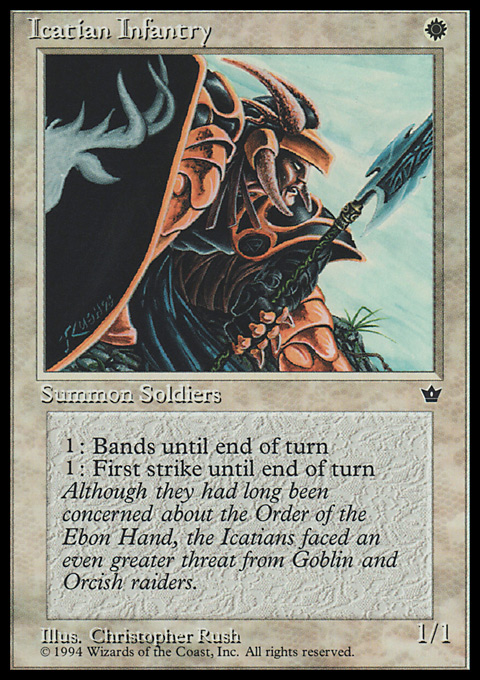 Icatian Infantry
Summon Soldiers
1: Bands until end of turn
1: First strike until end of turn
Although they had long been
concerned about the Order of the
Ebon Hand, the Icatians faced an
even greater threat from Goblin and
Orcish raiders.
Illus. Christopher Rush
1/1
© 1994 Wizards of the Coast, Inc. All rights reserved.